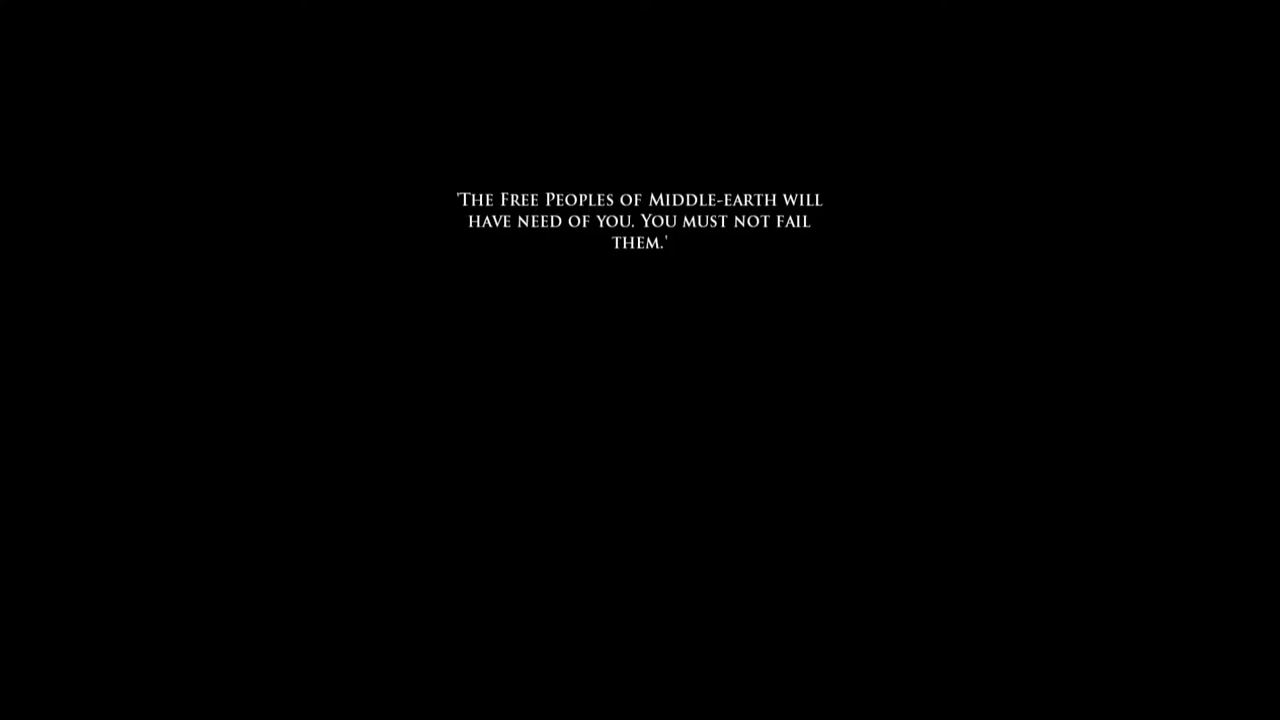 'The Free Peoples of Middle-earth will
have need of you. You must not fail
them.'